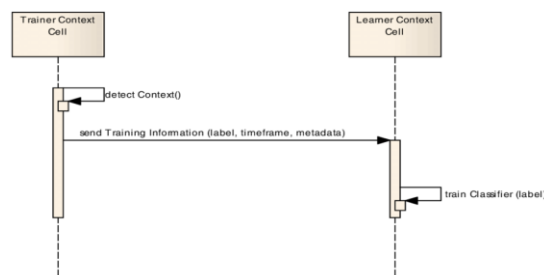 Trainer Context
Cell
Learner Context
Cell
detect Context()
send Training Information (label, timeframe, metadata)
train Classifier (label)